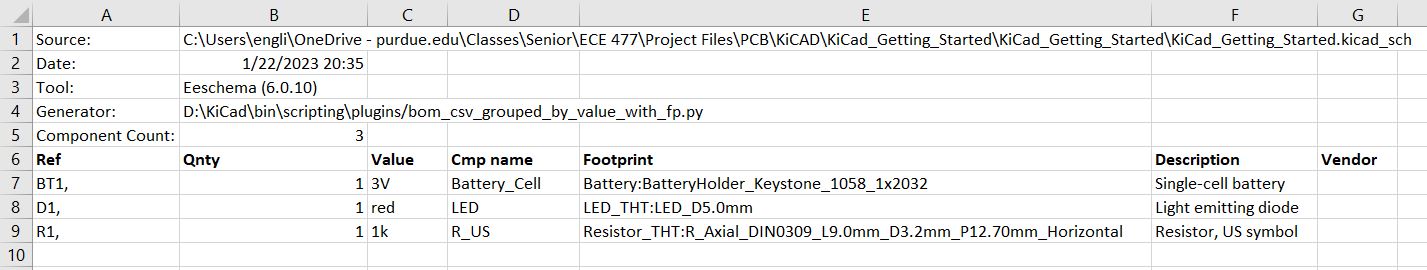 A B C D E F G
1 Source: C:\Users\engli\OneDrive - purdue.edu\Classes\Senior\ECE 477\Project Files\PCB\KiCAD\KiCad_Getting_Started\KiCad_Getting_Started\KiCad_Getting_Started.kicad_sch
2 Date: 1/22/2023 20:35
3 Tool: Eeschema (6.0.10)
4 Generator: D:\KiCad\bin\scripting\plugins/bom_csv_grouped_by_value_with_fp.py
5 Component Count: 3
6 Ref Qnty Value Cmp name Footprint Description Vendor
7 BT1, 1 3V Battery_Cell Battery:BatteryHolder_Keystone_1058_1x2032 Single-cell battery
8 D1, 1 red LED LED_THT:LED_D5.0mm Light emitting diode
9 R1, 1 1k R_US Resistor_THT:R_Axial_DIN0309_L9.0mm_D3.2mm_P12.70mm_Horizontal Resistor, US symbol
10